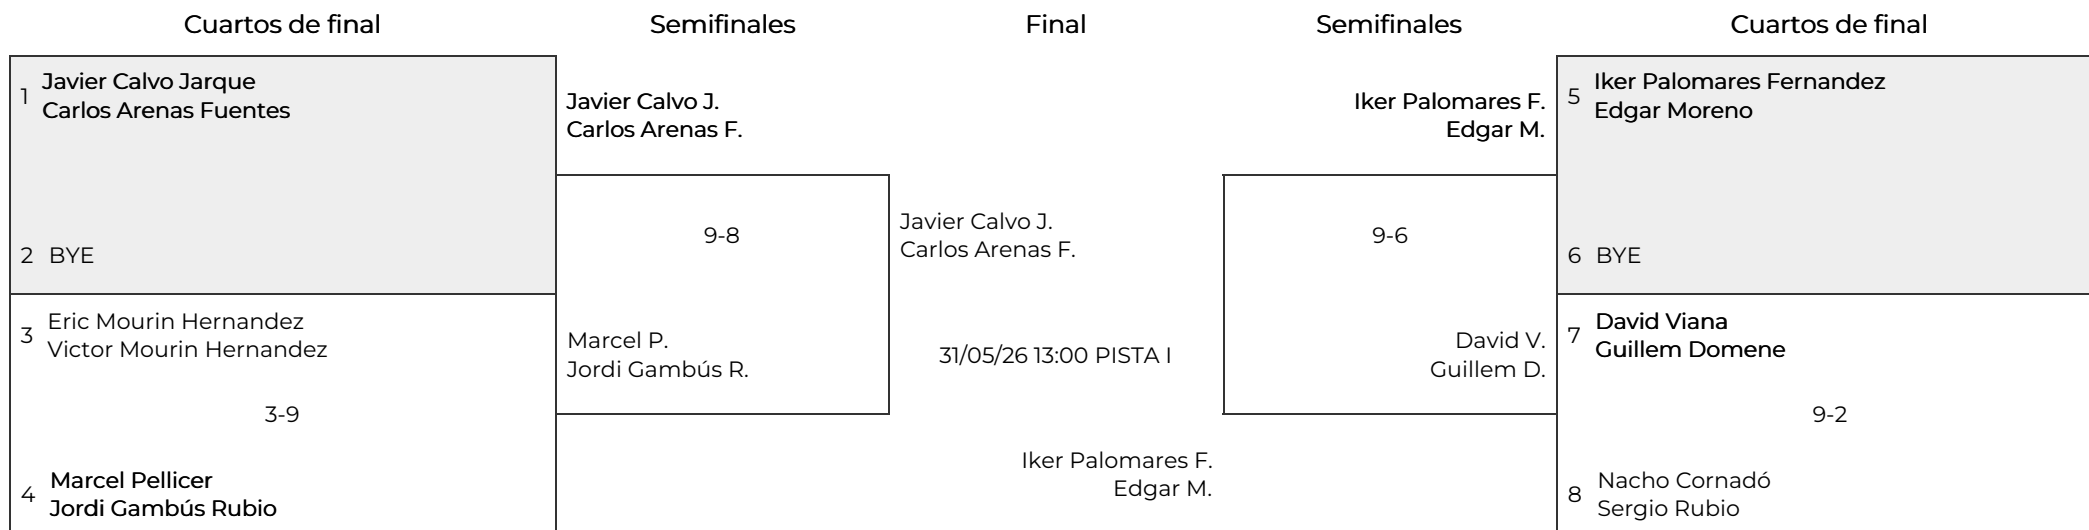 Cuartos de final
Semifinales
Final
Semifinales
Cuartos de final
1
Javier Calvo Jarque
Carlos Arenas Fuentes
2 BYE
3
Eric Mourin Hernandez
Victor Mourin Hernandez
3-9
4
Marcel Pellicer
Jordi Gambús Rubio
Javier Calvo J.
Carlos Arenas F.
9-8
Marcel P.
Jordi Gambús R.
Javier Calvo J.
Carlos Arenas F.
31/05/26 13:00 PISTA I
Iker Palomares F.
Edgar M.
Iker Palomares F.
Edgar M.
9-6
David V.
Guillem D.
5
Iker Palomares Fernandez
Edgar Moreno
6 BYE
7
David Viana
Guillem Domene
9-2
8
Nacho Cornadó
Sergio Rubio